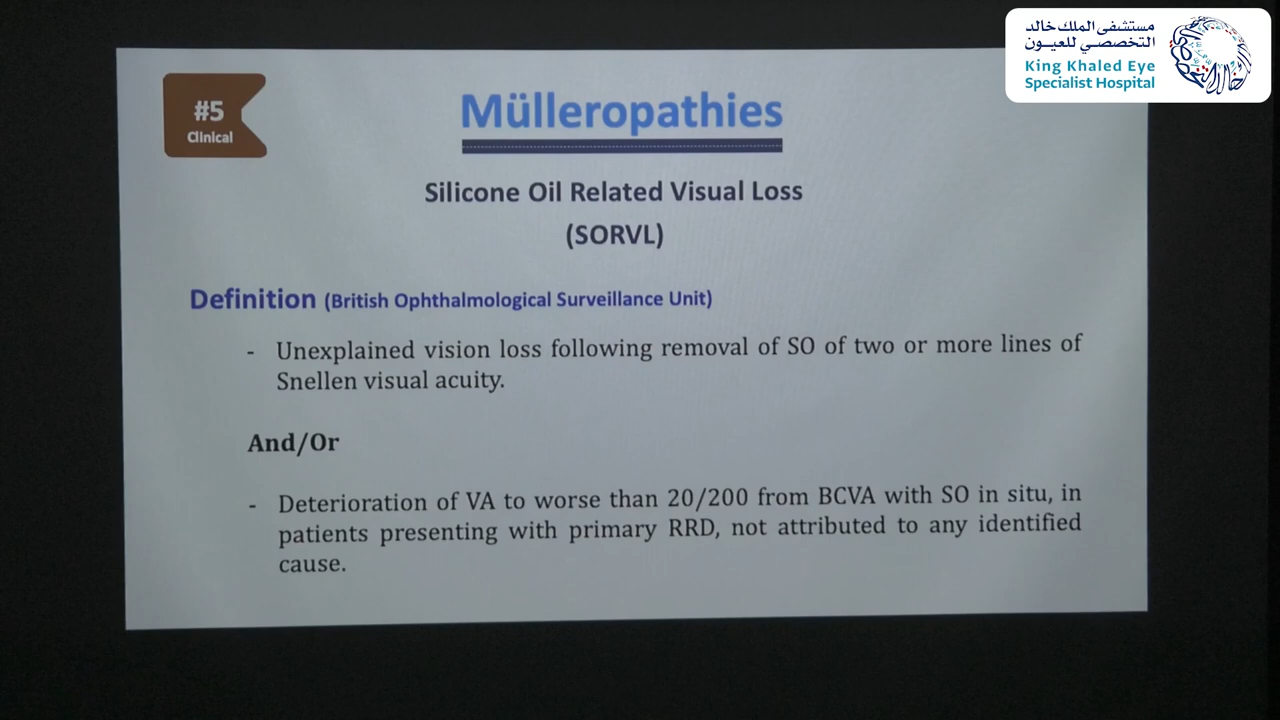 مستشفى الملك خالد
التخصصي للعيون
King Khaled Eye
Specialist Hospital
#5
Clinical
Mülleropathies
Silicone Oil Related Visual Loss
(SORVL)
Definition (British Ophthalmological Surveillance Unit)
- Unexplained vision loss following removal of SO of two or more lines of
Snellen visual acuity.
And/Or
- Deterioration of VA to worse than 20/200 from BCVA with SO in situ, in
patients presenting with primary RRD, not attributed to any identified
cause.